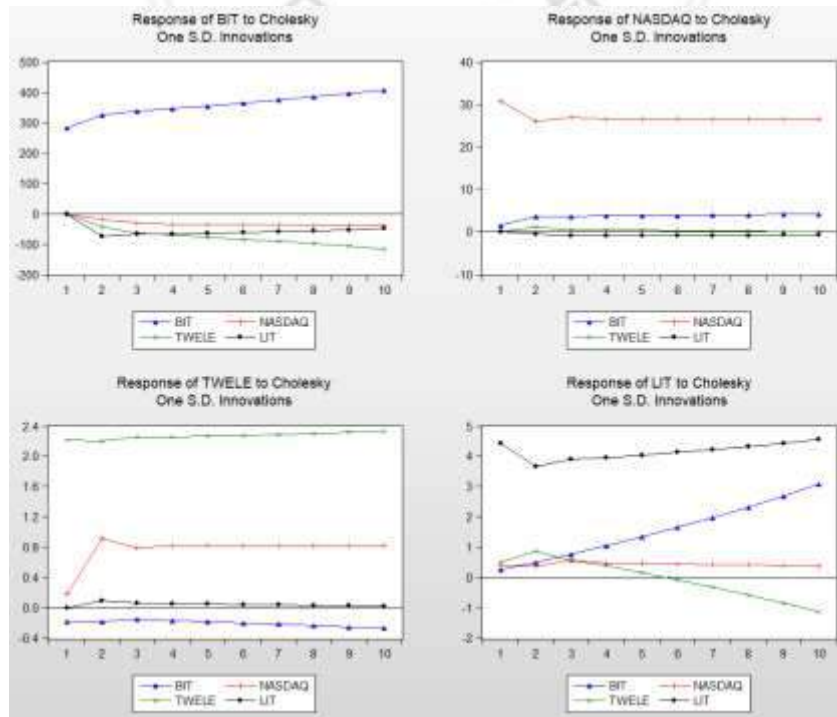 Response of BIT to Cholesky
One S.D. Innovations
500
400
300
200
100
0
-100
-200
1 2 3 4 5 6 7 8 9 10
BIT NASDAQ
TWELE LIT
Response of NASDAQ to Cholesky
One S.D. Innovations
40
30
20
10
0
-10
1 2 3 4 5 6 7 8 9 10
BIT NASDAQ
TWELE LIT
Response of TWELE to Cholesky
One S.D. Innovations
2.4
2.0
1.6
1.2
0.8
0.4
0.0
-0.4
1 2 3 4 5 6 7 8 9 10
BIT NASDAQ
TWELE LIT
Response of LIT to Cholesky
One S.D. Innovations
5
4
3
2
1
0
-1
-2
1 2 3 4 5 6 7 8 9 10
BIT NASDAQ
TWELE LIT